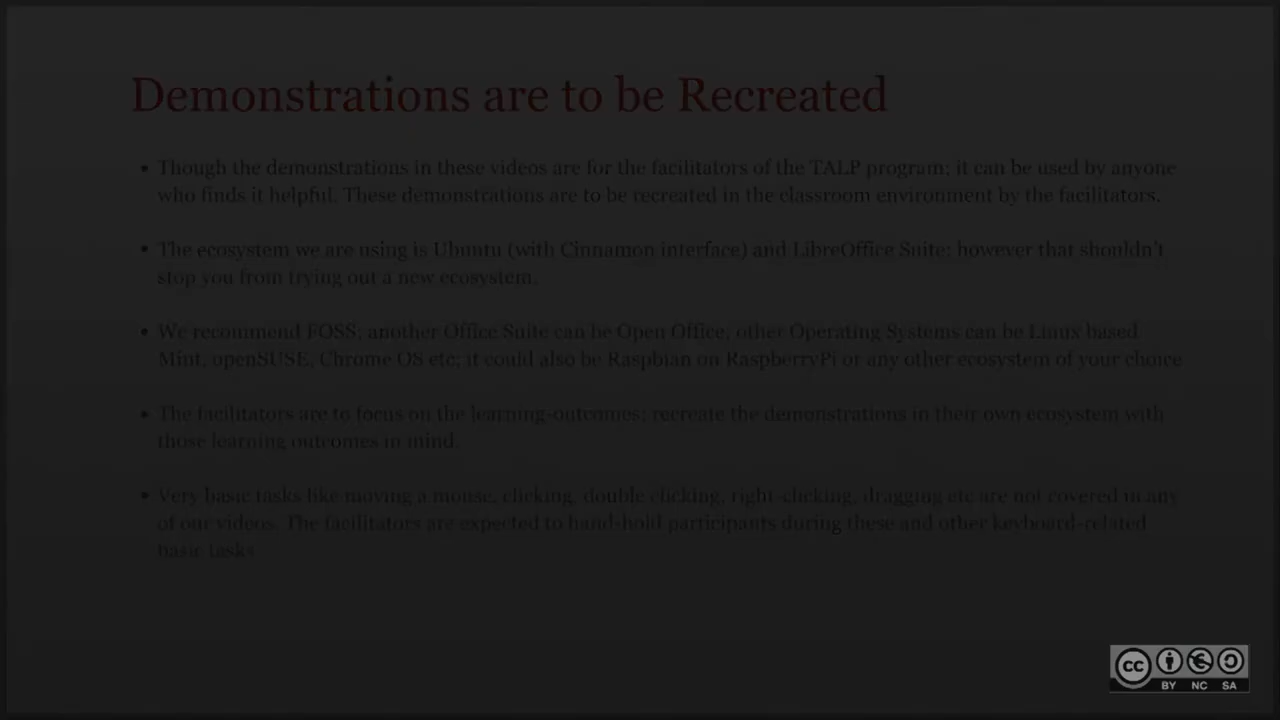 Demonstrations are to be Recreated
• Though the demonstrations in these videos are for the facilitators of the TALP program; it can be used by anyone
who finds it helpful. These demonstrations are to be recreated in the classroom environment by the facilitators.
• The ecosystem we are using is Ubuntu (with Cinnamon interface) and LibreOffice Suite; however that shouldn't
stop you from trying out a new ecosystem.
• We recommend FOSS; another Office Suite can be Open Office; other Operating Systems can be Linux based
Mint, openSUSE, Chrome OS etc; it could also be Raspbian on RaspberryPi or any other ecosystem of your choice
• The facilitators are to focus on the learning-outcomes; recreate the demonstrations in their own ecosystem with
those learning outcomes in mind.
• Very basic tasks like moving a mouse, clicking, double clicking, right-clicking, dragging etc are not covered in any
of our videos. The facilitators are expected to hand-hold participants during these and other keyboard-related
basic tasks
cc
BY NC SA